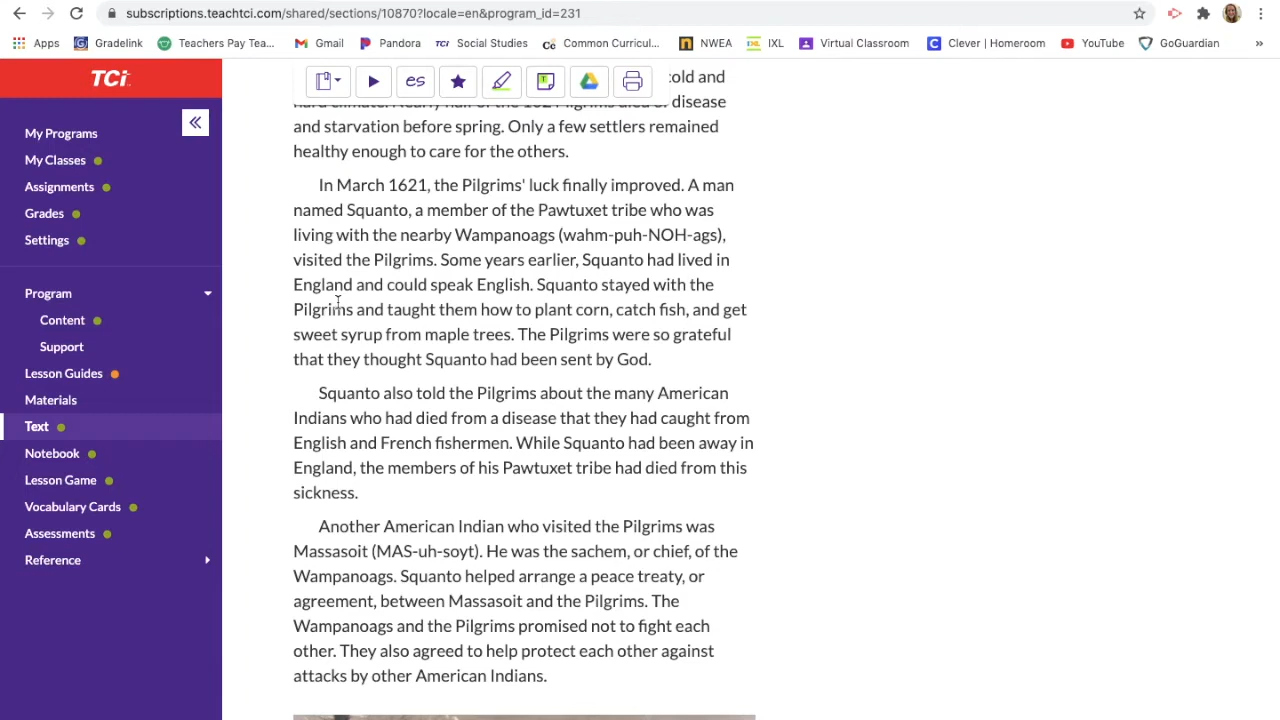 subscriptions.teachtci.com/shared/sections/10870?locale=en&program_id=231
Apps Gradelink Teachers Pay Tea... Gmail Pandora TCi Social Studies Cc Common Curricul... NWEA IXL Virtual Classroom Clever | Homeroom YouTube GoGuardian »
TCi
My Programs
My Classes
Assignments
Grades
Settings
Program
Content
Support
Lesson Guides
Materials
Text
Notebook
Lesson Game
Vocabulary Cards
Assessments
Reference
es
cold and
hard climate. Nearly half of the 102 Pilgrims died of disease
and starvation before spring. Only a few settlers remained
healthy enough to care for the others.
In March 1621, the Pilgrims' luck finally improved. A man
named Squanto, a member of the Pawtuxet tribe who was
living with the nearby Wampanoags (wahm-puh-NOH-ags),
visited the Pilgrims. Some years earlier, Squanto had lived in
England and could speak English. Squanto stayed with the
Pilgrims and taught them how to plant corn, catch fish, and get
sweet syrup from maple trees. The Pilgrims were so grateful
that they thought Squanto had been sent by God.
Squanto also told the Pilgrims about the many American
Indians who had died from a disease that they had caught from
English and French fishermen. While Squanto had been away in
England, the members of his Pawtuxet tribe had died from this
sickness.
Another American Indian who visited the Pilgrims was
Massasoit (MAS-uh-soyt). He was the sachem, or chief, of the
Wampanoags. Squanto helped arrange a peace treaty, or
agreement, between Massasoit and the Pilgrims. The
Wampanoags and the Pilgrims promised not to fight each
other. They also agreed to help protect each other against
attacks by other American Indians.